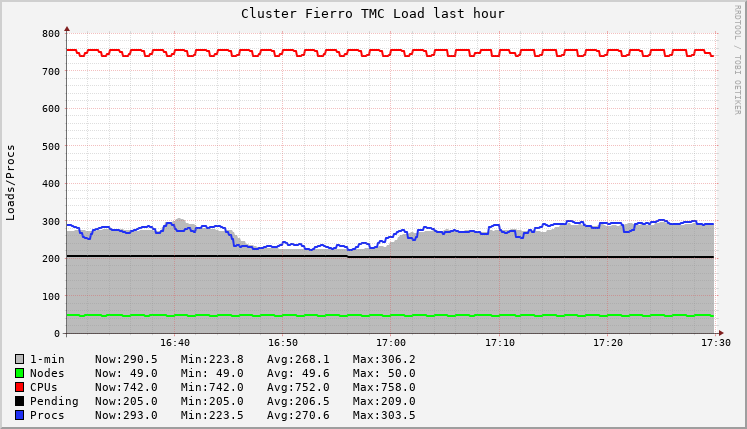 Cluster Fierro TMC Load last hour
RRDTOOL / TOBI OETIKER
Loads/Procs
800
700
600
500
400
300
200
100
0
16:40 16:50 17:00 17:10 17:20 17:30
1-min Now:290.5 Min:223.8 Avg:268.1 Max:306.2
Nodes Now: 49.0 Min: 49.0 Avg: 49.6 Max: 50.0
CPUs Now:742.0 Min:742.0 Avg:752.0 Max:758.0
Pending Now:205.0 Min:205.0 Avg:206.5 Max:209.0
Procs Now:293.0 Min:223.5 Avg:270.6 Max:303.5